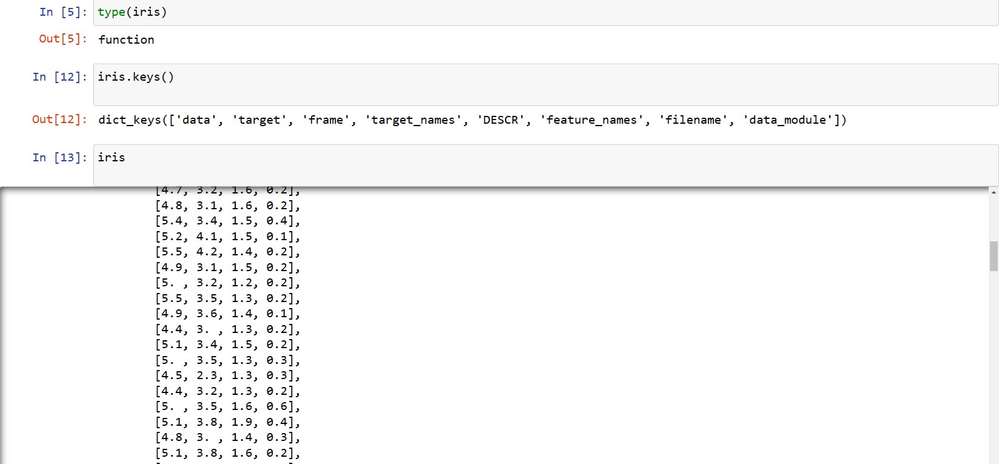 In [5]: type(iris)
Out[5]: function
In [12]: iris.keys()
Out[12]: dict_keys(['data', 'target', 'frame', 'target_names', 'DESCR', 'feature_names', 'filename', 'data_module'])
In [13]: iris
[4.7, 3.2, 1.6, 0.2],
[4.8, 3.1, 1.6, 0.2],
[5.4, 3.4, 1.5, 0.4],
[5.2, 4.1, 1.5, 0.1],
[5.5, 4.2, 1.4, 0.2],
[4.9, 3.1, 1.5, 0.2],
[5. , 3.2, 1.2, 0.2],
[5.5, 3.5, 1.3, 0.2],
[4.9, 3.6, 1.4, 0.1],
[4.4, 3. , 1.3, 0.2],
[5.1, 3.4, 1.5, 0.2],
[5. , 3.5, 1.3, 0.3],
[4.5, 2.3, 1.3, 0.3],
[4.4, 3.2, 1.3, 0.2],
[5. , 3.5, 1.6, 0.6],
[5.1, 3.8, 1.9, 0.4],
[4.8, 3. , 1.4, 0.3],
[5.1, 3.8, 1.6, 0.2],